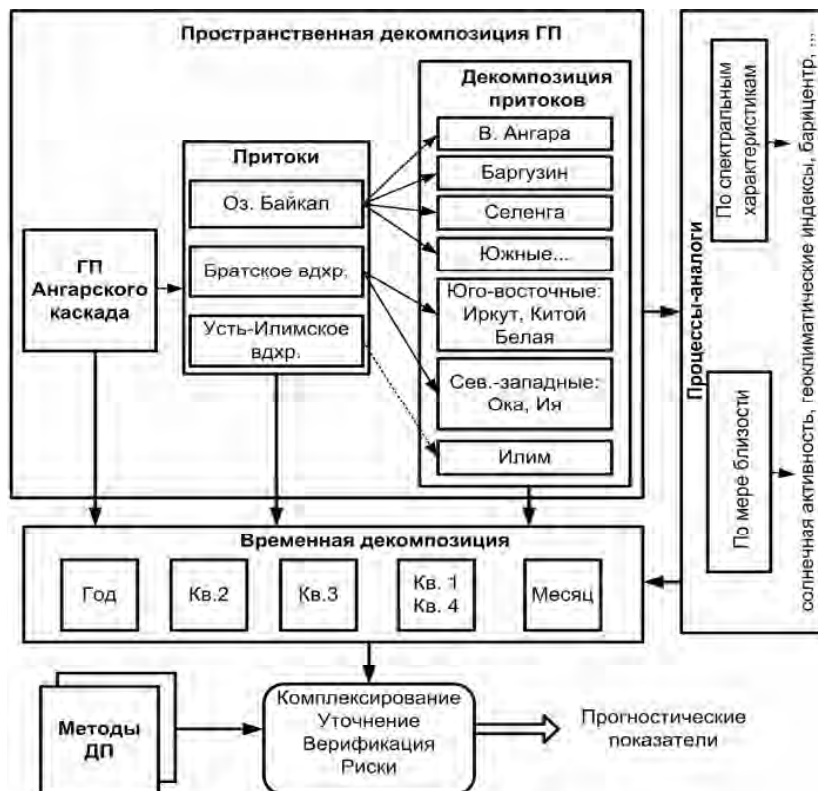 Пространственная декомпозиция ГП
Декомпозиция
притоков
Притоки
В. Ангара
Баргузин
Оз. Байкал
Селенга
Южные...
ГП
Ангарского
каскада
Братское вдхр.
Юго-восточные:
Иркут, Китой
Белая
Усть-Илимское
вдхр.
Сев.-западные:
Ока, Ия
Илим
Процессы-аналоги
По спектральным
характеристикам
По мере близости
солнечная активность, геоклиматические индексы, барицентр, ...
Временная декомпозиция
Год
Кв.2
Кв.3
Кв. 1
Кв. 4
Месяц
Методы
ДП
Комплексирование
Уточнение
Верификация
Риски
Прогностические
показатели